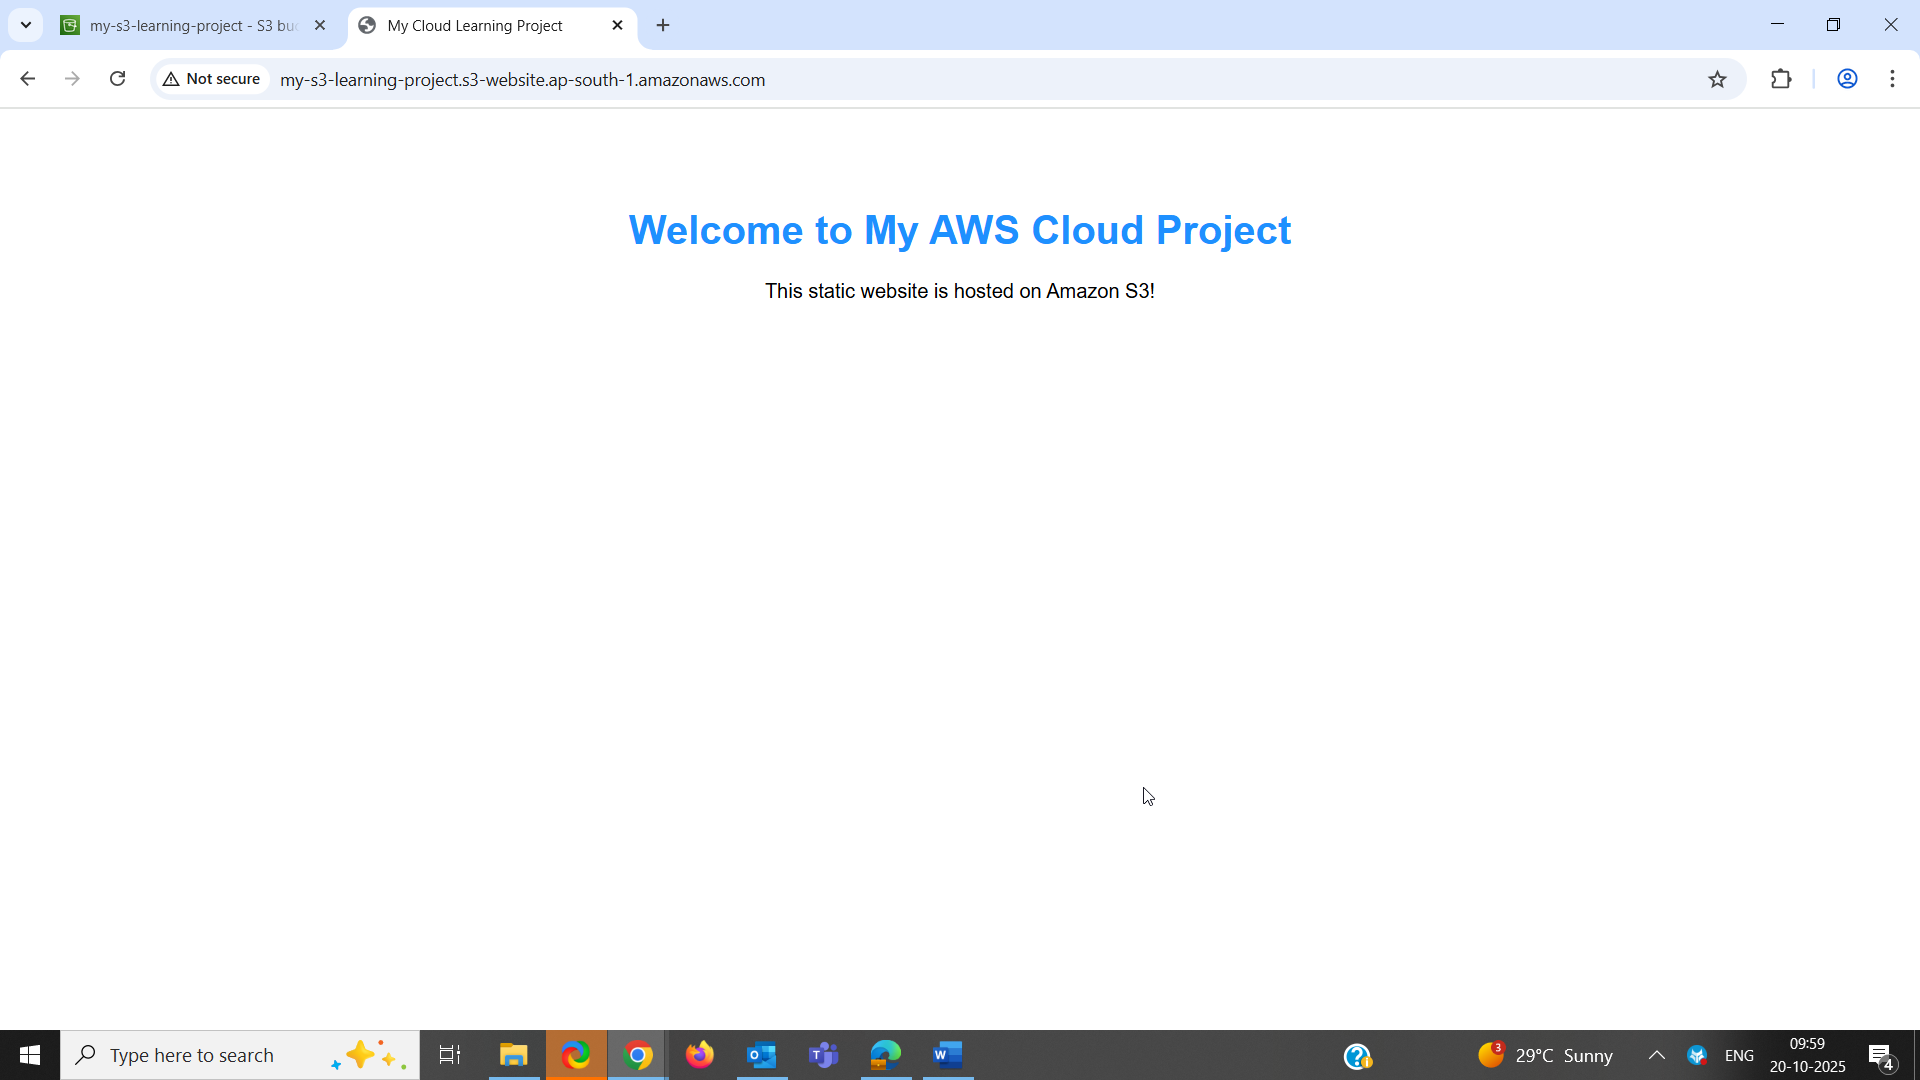 my-s3-learning-project - S3 bu
My Cloud Learning Project
Not secure
my-s3-learning-project.s3-website.ap-south-1.amazonaws.com
Welcome to My AWS Cloud Project
This static website is hosted on Amazon S3!
Type here to search
3
29°C Sunny
ENG
09:59
20-10-2025
4